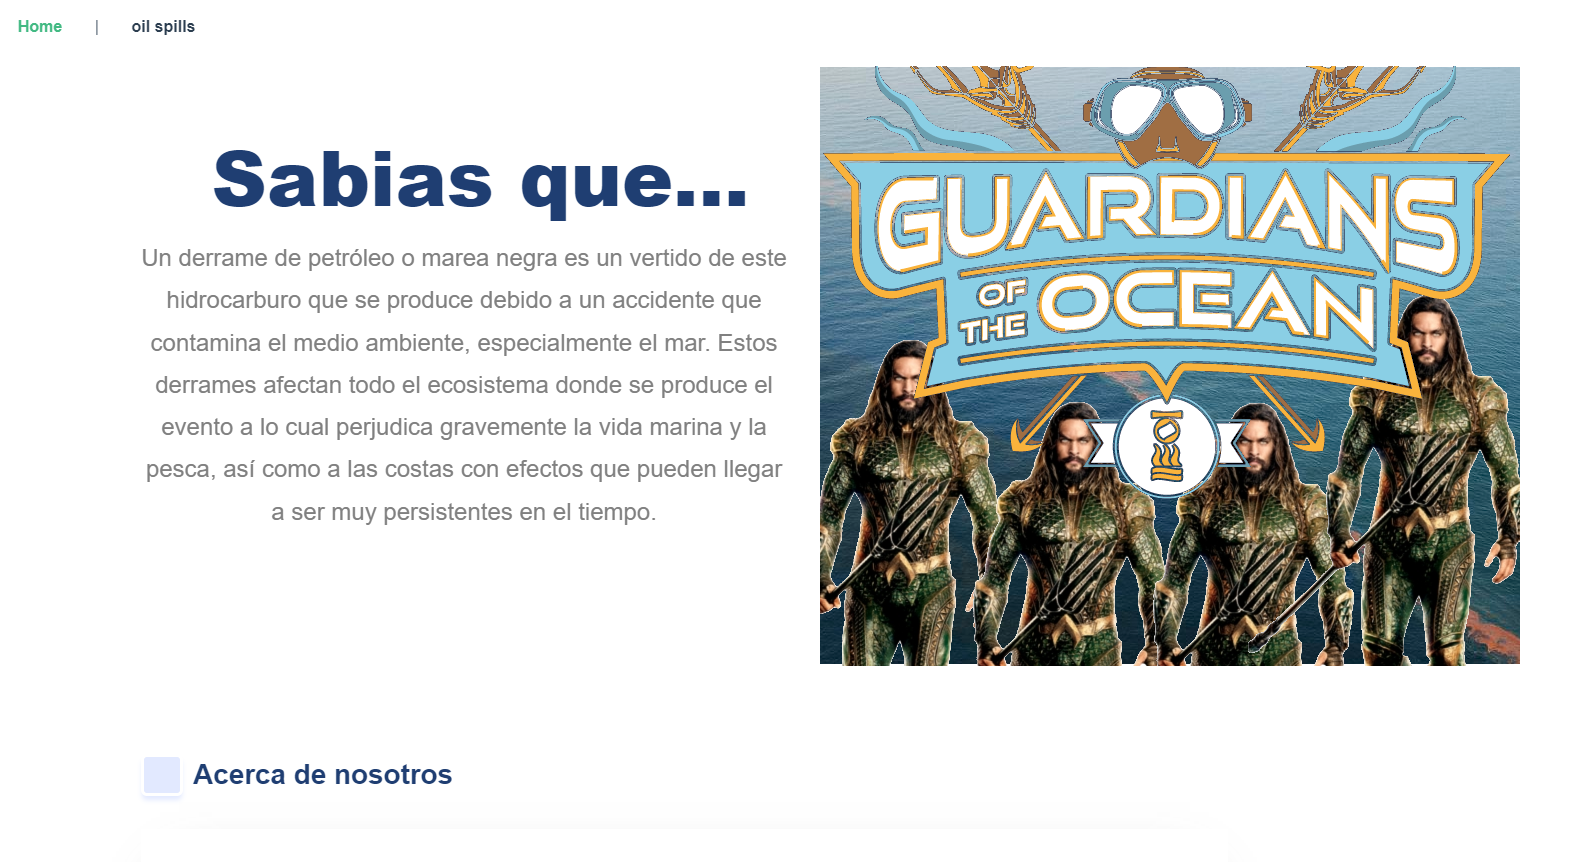 Home | oil spills
Sabias que...
Un derrame de petróleo o marea negra es un vertido de este
hidrocarburo que se produce debido a un accidente que
contamina el medio ambiente, especialmente el mar. Estos
derrames afectan todo el ecosistema donde se produce el
evento a lo cual perjudica gravemente la vida marina y la
pesca, así como a las costas con efectos que pueden llegar
a ser muy persistentes en el tiempo.
GUARDIANS
OF THE OCEAN
Acerca de nosotros